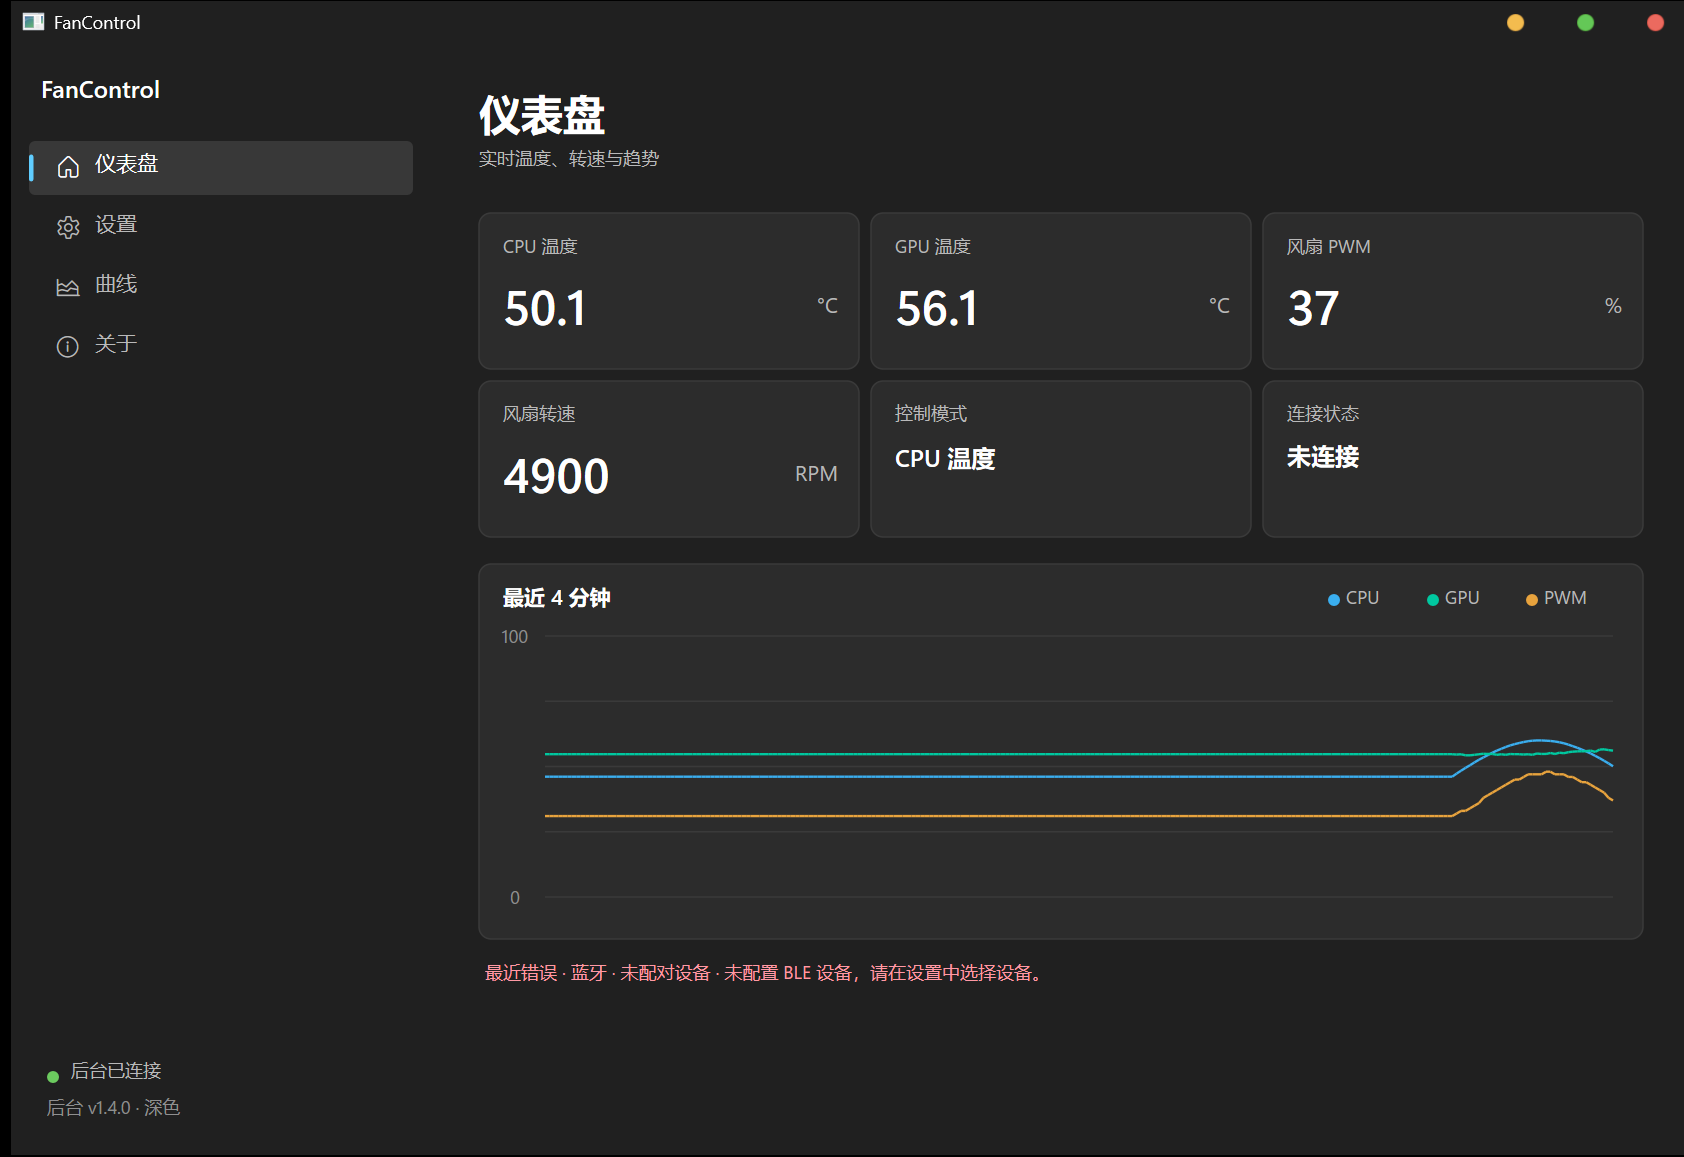 FanControl
FanControl
仪表盘
设置
曲线
关于
仪表盘
实时温度、转速与趋势
CPU 温度
50.1 °C
GPU 温度
56.1 °C
风扇 PWM
37 %
风扇转速
4900 RPM
控制模式
CPU 温度
连接状态
未连接
最近 4 分钟
CPU GPU PWM
100
0
最近错误 · 蓝牙 · 未配对设备 · 未配置 BLE 设备，请在设置中选择设备。
后台已连接
后台 v1.4.0 · 深色